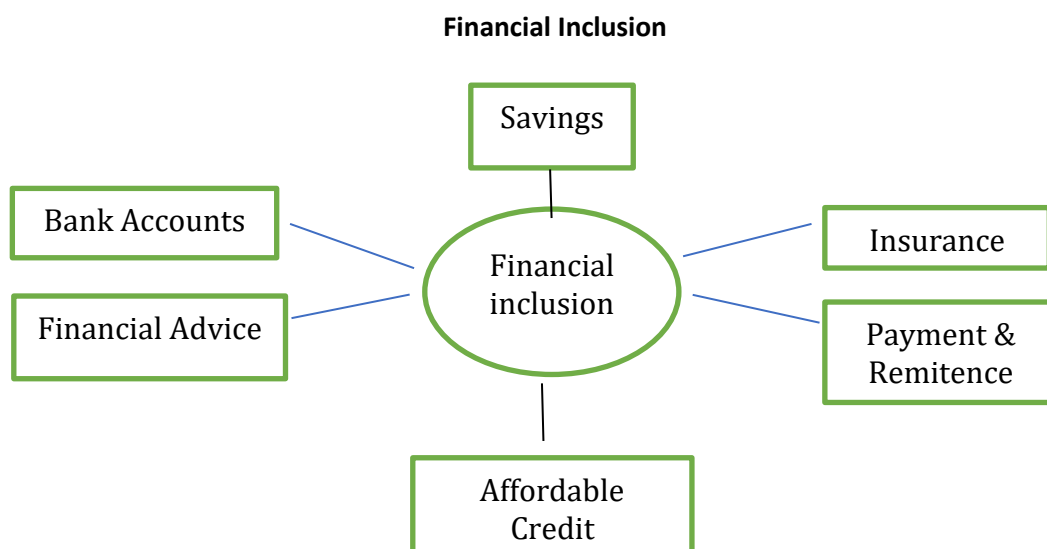 Financial Inclusion
Savings
Bank Accounts
Financial Advice
Financial
inclusion
Insurance
Payment &
Remitence
Affordable
Credit